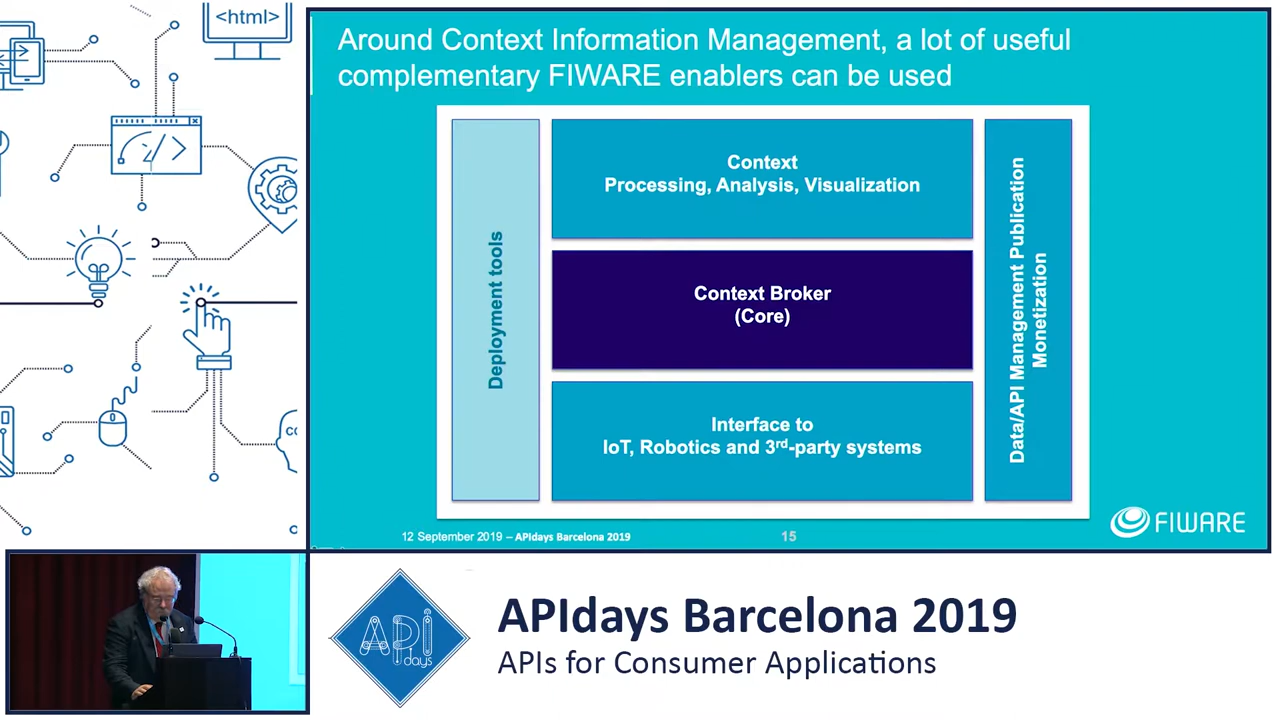 <html>
Around Context Information Management, a lot of useful
complementary FIWARE enablers can be used
Deployment tools
Context
Processing, Analysis, Visualization
Context Broker
(Core)
Interface to
IoT, Robotics and 3rd-party systems
Data/API Management Publication
Monetization
FIWARE
12 September 2019 – APIdays Barcelona 2019
15
API
days
APIdays Barcelona 2019
APIs for Consumer Applications